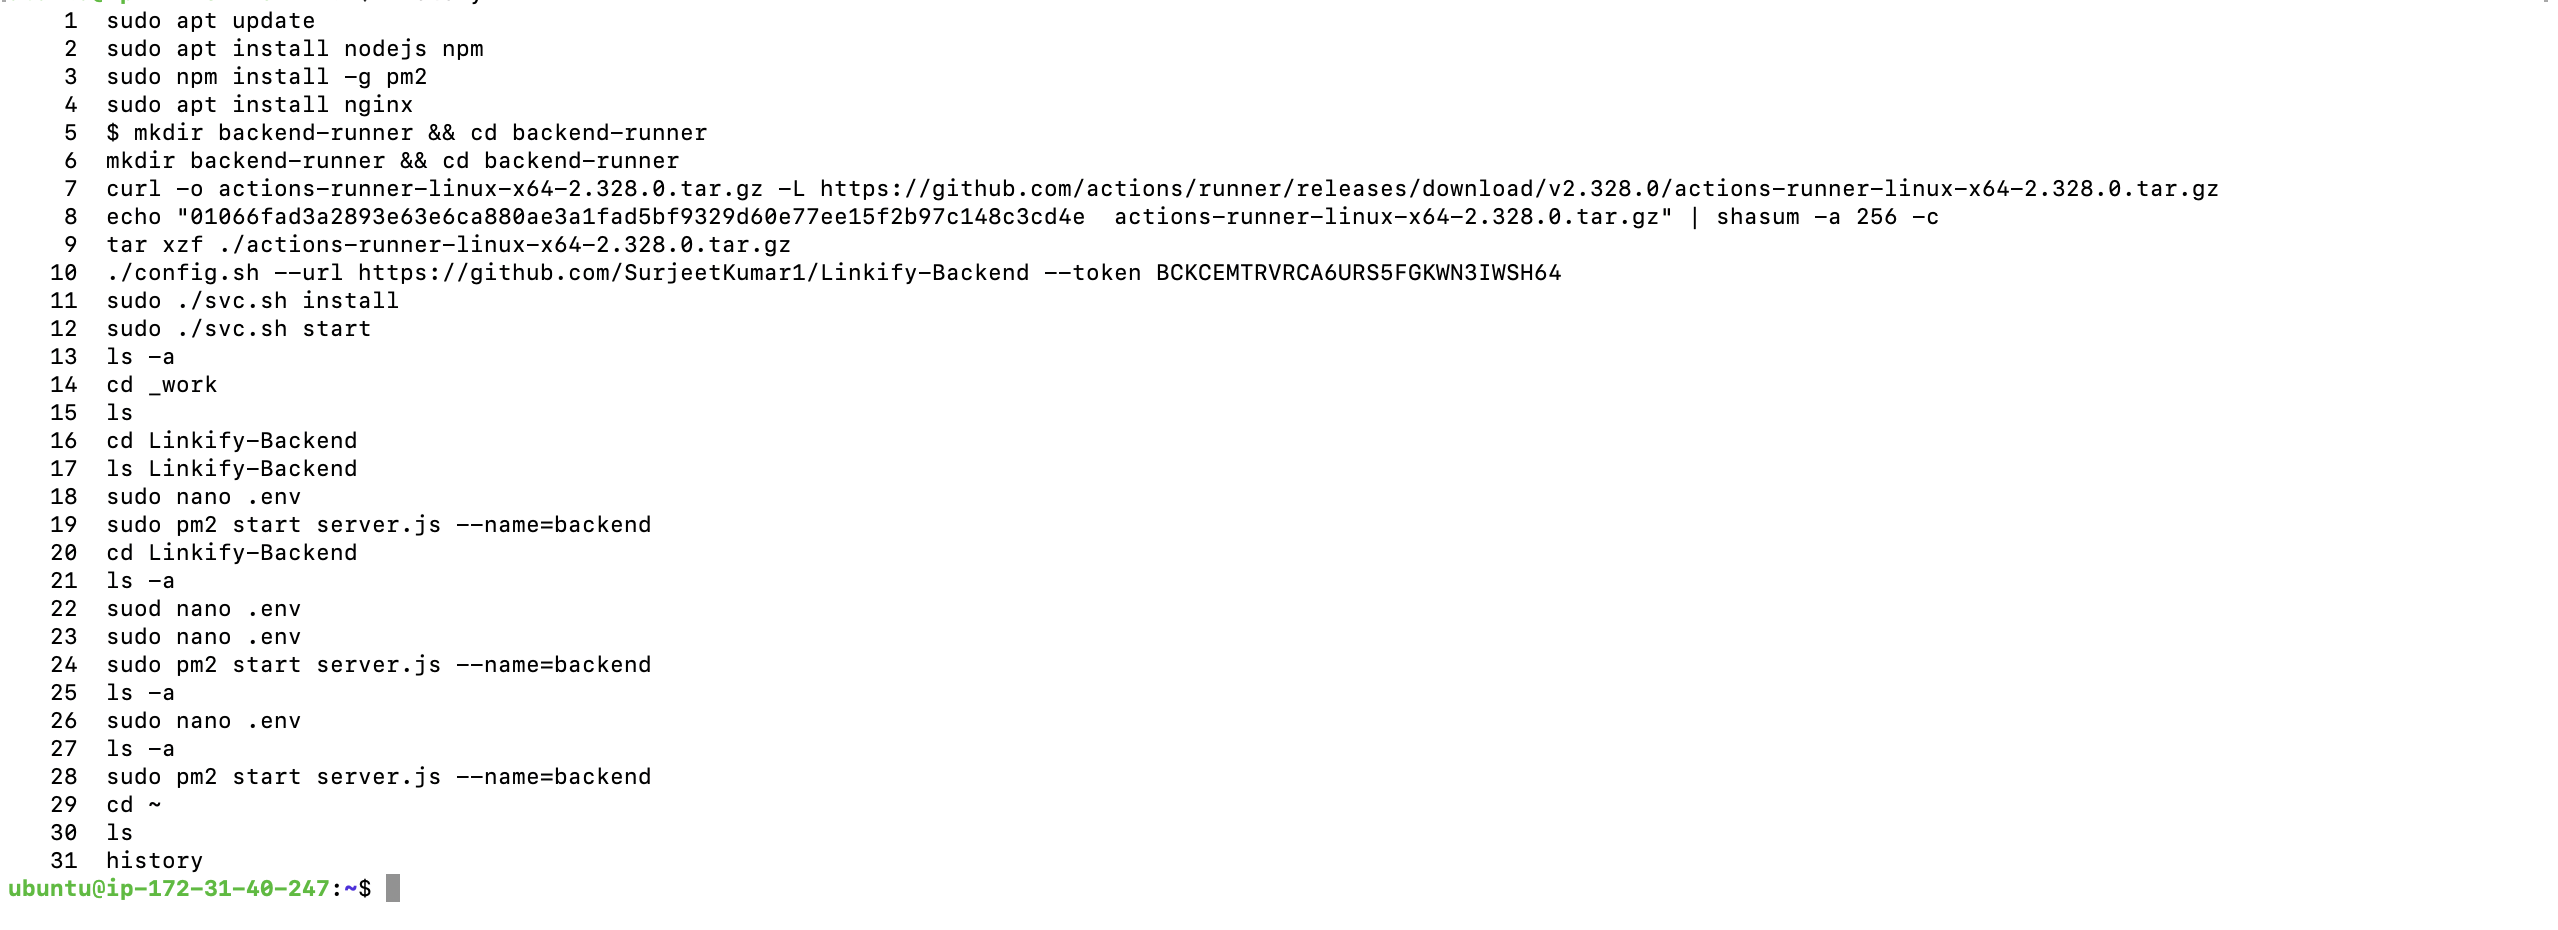 1 sudo apt update
2 sudo apt install nodejs npm
3 sudo npm install -g pm2
4 sudo apt install nginx
5 $ mkdir backend-runner && cd backend-runner
6 mkdir backend-runner && cd backend-runner
7 curl -o actions-runner-linux-x64-2.328.0.tar.gz -L https://github.com/actions/runner/releases/download/v2.328.0/actions-runner-linux-x64-2.328.0.tar.gz
8 echo "01066fad3a2893e63e6ca880ae3a1fad5bf9329d60e77ee15f2b97c148c3cd4e  actions-runner-linux-x64-2.328.0.tar.gz" | shasum -a 256 -c
9 tar xzf ./actions-runner-linux-x64-2.328.0.tar.gz
10 ./config.sh --url https://github.com/SurjeetKumar1/Linkify-Backend --token BCKCEMTRVRCA6URS5FGKWN3IWSH64
11 sudo ./svc.sh install
12 sudo ./svc.sh start
13 ls -a
14 cd _work
15 ls
16 cd Linkify-Backend
17 ls Linkify-Backend
18 sudo nano .env
19 sudo pm2 start server.js --name=backend
20 cd Linkify-Backend
21 ls -a
22 suod nano .env
23 sudo nano .env
24 sudo pm2 start server.js --name=backend
25 ls -a
26 sudo nano .env
27 ls -a
28 sudo pm2 start server.js --name=backend
29 cd ~
30 ls
31 history
ubuntu@ip-172-31-40-247:~$